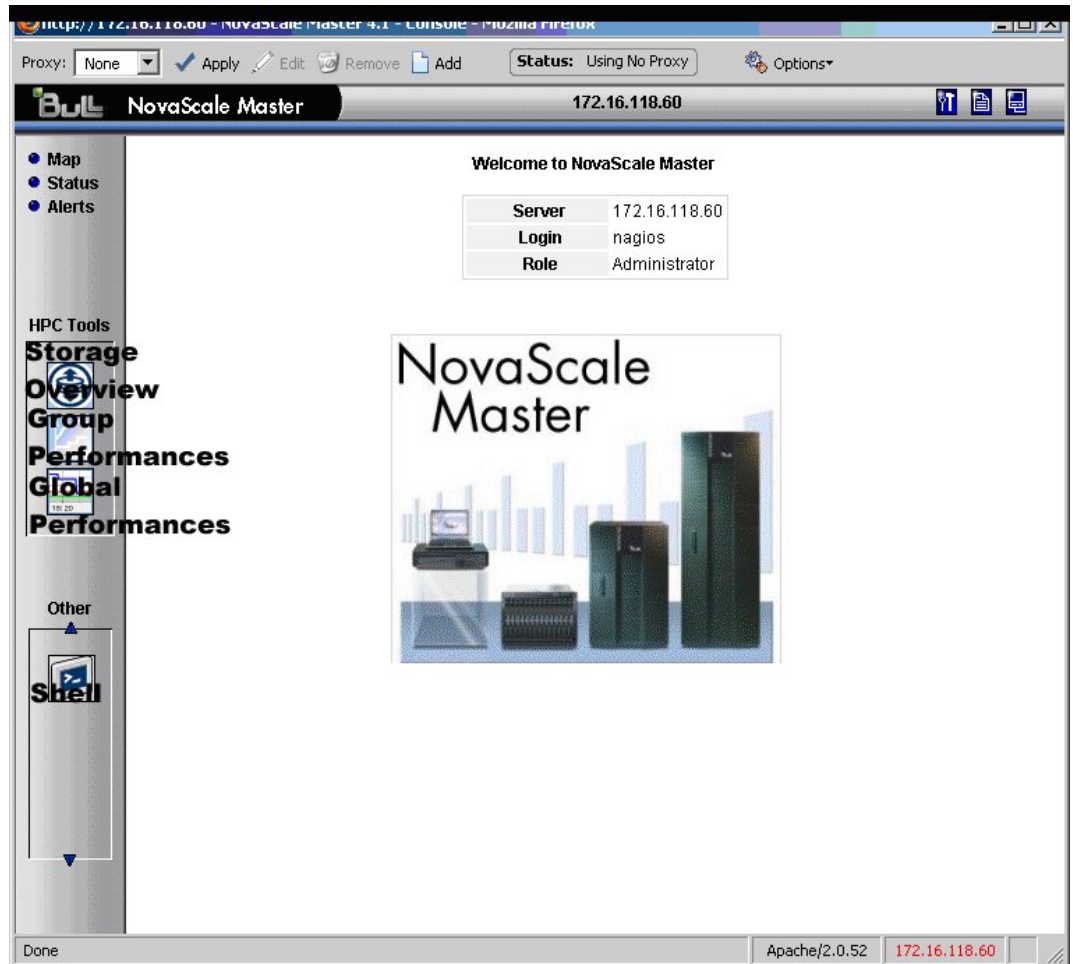 http://172.16.118.60 - NovaScale Master 4.1 - Console - Mozilla Firefox
Proxy: None Apply Edit Remove Add Status: Using No Proxy Options
Bull NovaScale Master 172.16.118.60
Map
Status
Alerts
Welcome to NovaScale Master
Server 172.16.118.60
Login nagios
Role Administrator
HPC Tools
Storage
Overview
Group
Performances
Global
Performances
NovaScale
Master
Other
Shell
Done Apache/2.0.52 172.16.118.60